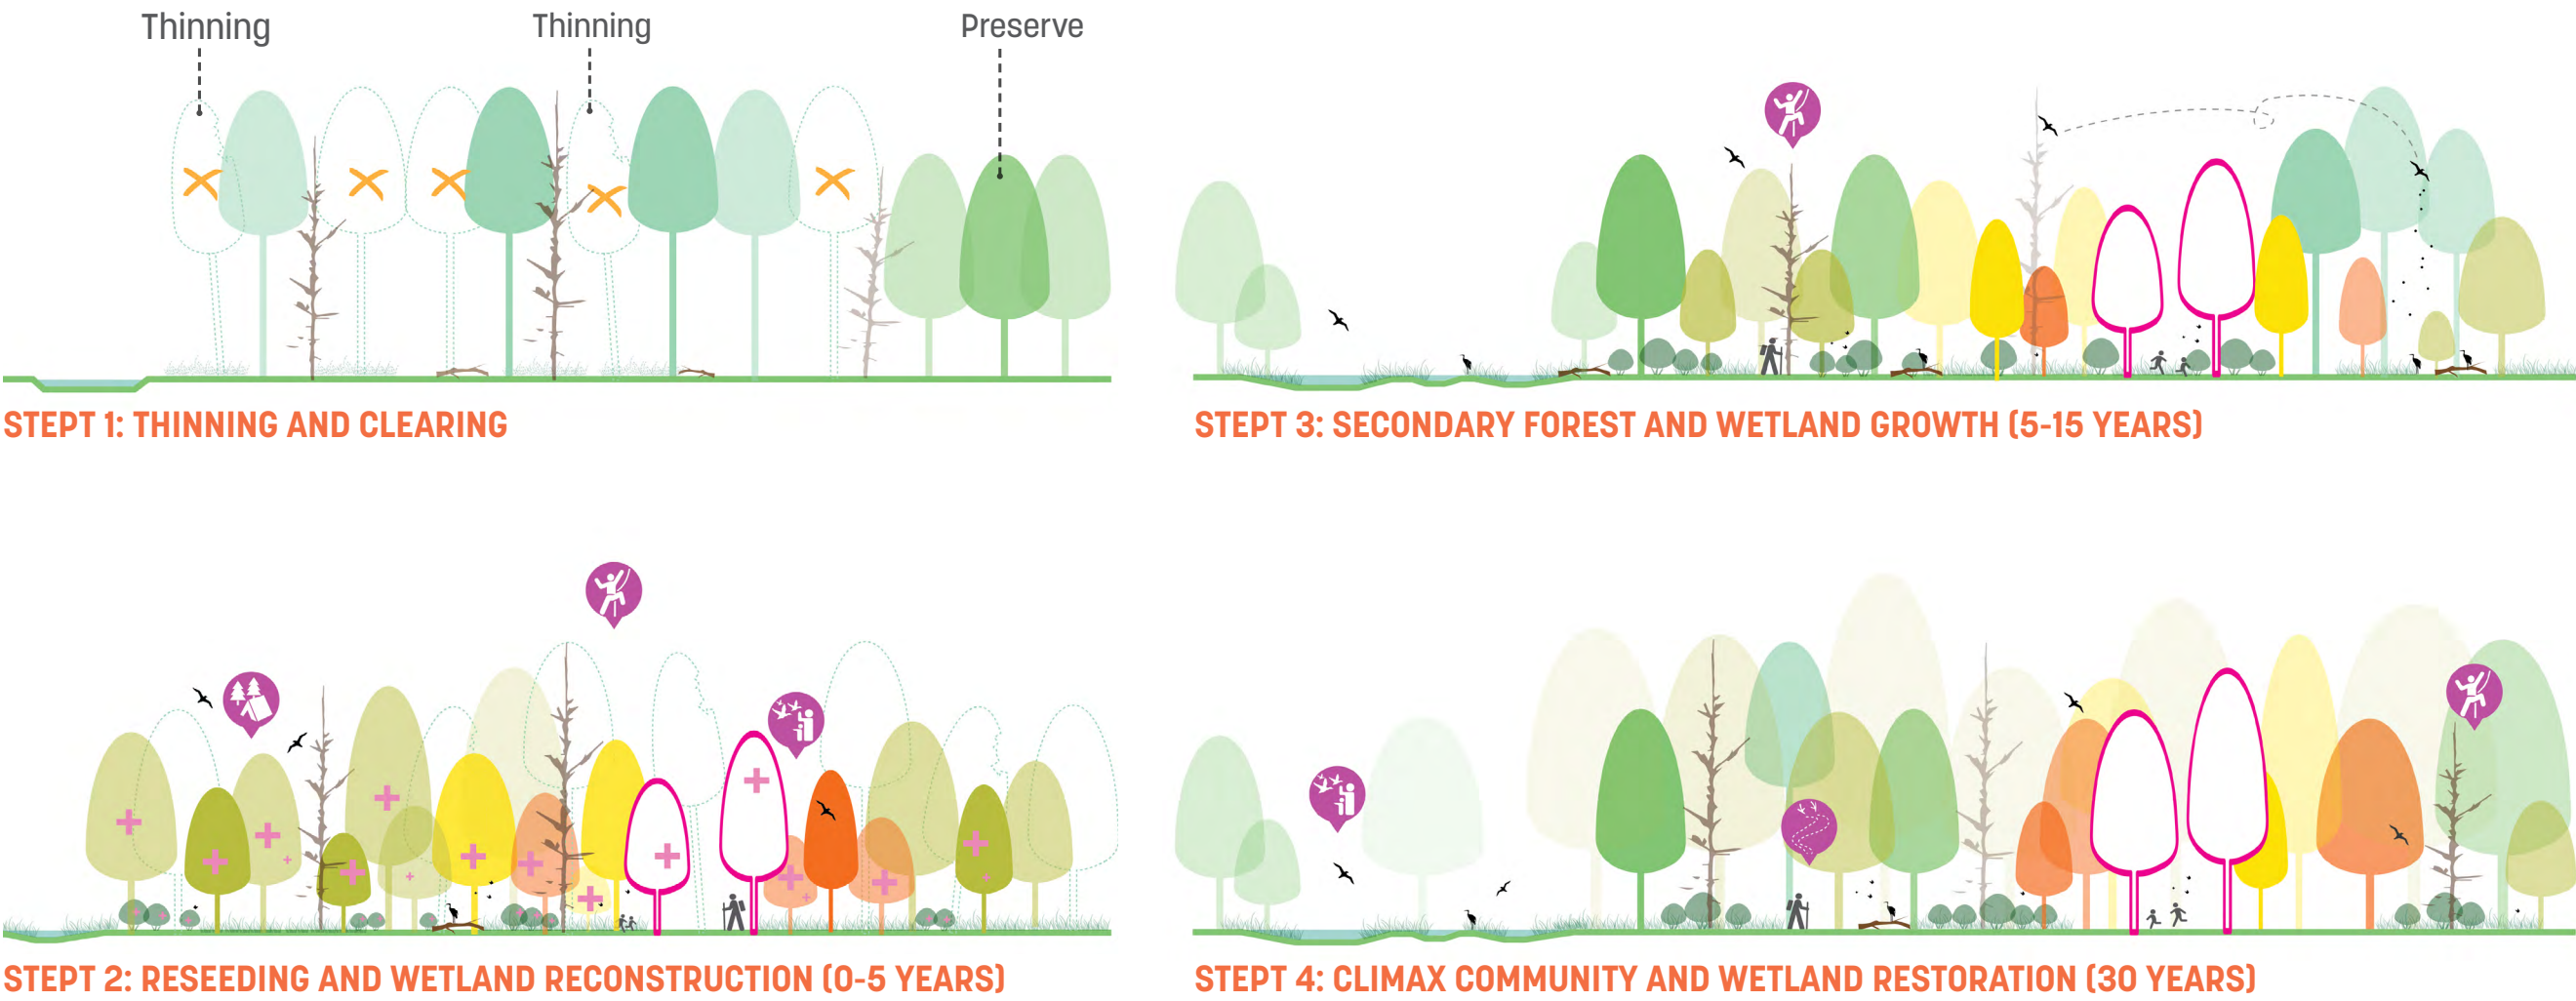 Thinning
Thinning
Preserve
STEPT 1: THINNING AND CLEARING
STEPT 3: SECONDARY FOREST AND WETLAND GROWTH (5-15 YEARS)
STEPT 2: RESEEDING AND WETLAND RECONSTRUCTION (0-5 YEARS)
STEPT 4: CLIMAX COMMUNITY AND WETLAND RESTORATION (30 YEARS)